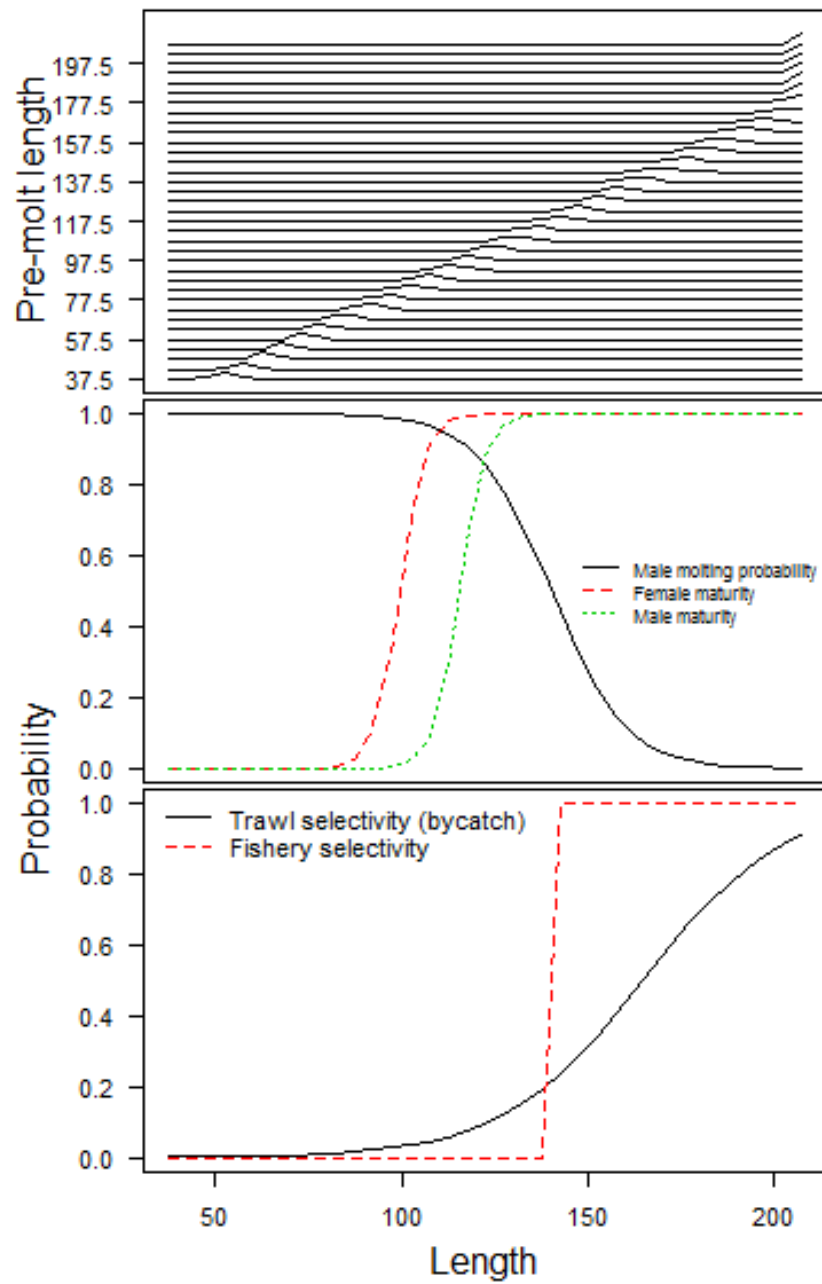 Pre-molt length
197.5
177.5
157.5
137.5
117.5
97.5
77.5
57.5
37.5
Probability
1.0
0.8
0.6
0.4
0.2
0.0
Male molting probability
Female maturity
Male maturity
1.0
0.8
0.6
0.4
0.2
0.0
Trawl selectivity (bycatch)
Fishery selectivity
50 100 150 200
Length